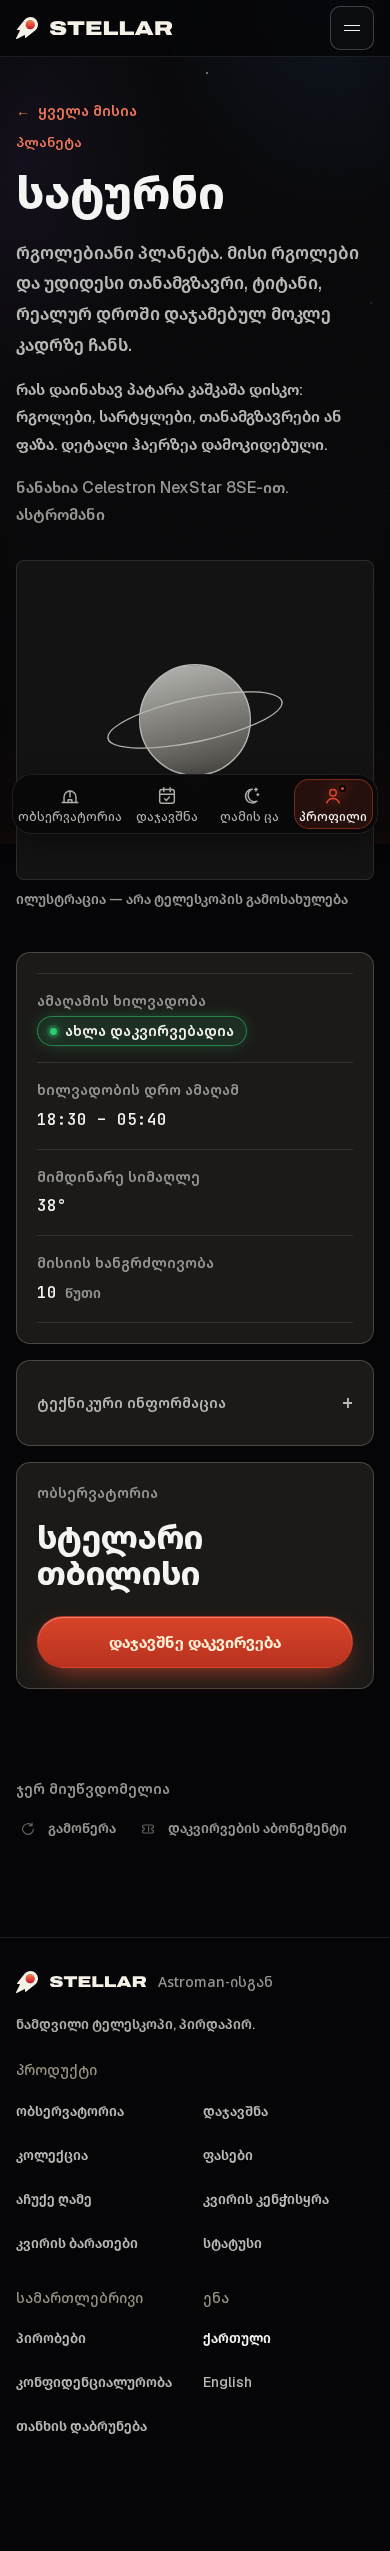 STELLAR
← ყველა მისია
პლანეტა
სატურნი
რგოლებიანი პლანეტა. მისი რგოლები
და უდიდესი თანამგზავრი, ტიტანი,
რეალურ დროში დაჯამებულ მოკლე
კადრზე ჩანს.
რას დაინახავ პატარა კაშკაშა დისკო:
რგოლები, სარტყლები, თანამგზავრები ან
ფაზა. დეტალი ჰაერზეა დამოკიდებული.
ნანახია Celestron NexStar 8SE-ით.
ასტრომანი
ობსერვატორია
დაჯავშნა
ღამის ცა
პროფილი
ილუსტრაცია — არა ტელესკოპის გამოსახულება
ამაღამის ხილვადობა
ახლა დაკვირვებადია
ხილვადობის დრო ამაღამ
18:30 – 05:40
მიმდინარე სიმაღლე
38°
მისიის ხანგრძლივობა
10 წუთი
ტექნიკური ინფორმაცია +
ობსერვატორია
სტელარი
თბილისი
დაჯავშნე დაკვირვება
ჯერ მიუწვდომელია
გამოწერა
დაკვირვების აბონემენტი
STELLAR Astroman-ისგან
ნამდვილი ტელესკოპი, პირდაპირ.
პროდუქტი
ობსერვატორია
დაჯავშნა
კოლექცია
ფასები
აჩუქე ღამე
კვირის კენჭისყრა
კვირის ბარათები
სტატუსი
სამართლებრივი
ენა
პირობები
ქართული
კონფიდენციალურობა
English
თანხის დაბრუნება